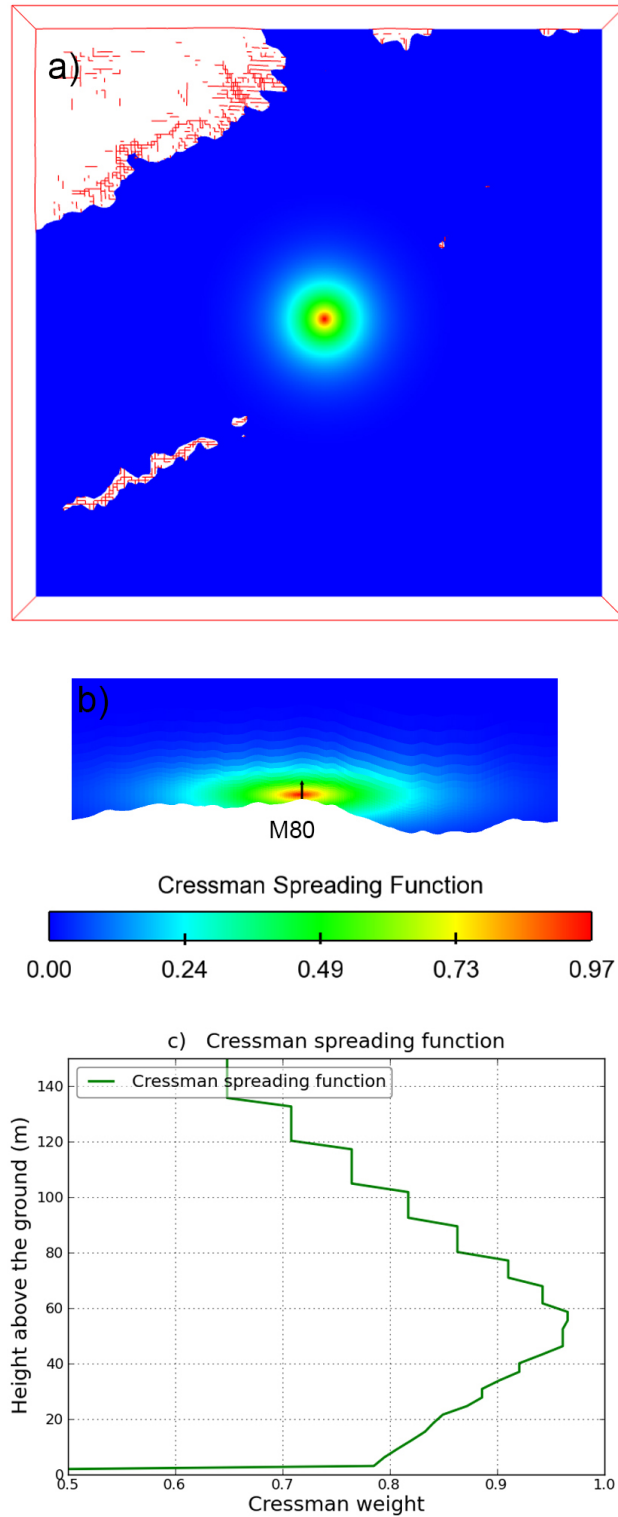 a)
b)
M80
Cressman Spreading Function
0.00 0.24 0.49 0.73 0.97
c) Cressman spreading function
Cressman spreading function
Height above the ground (m)
140
120
100
80
60
40
20
0
0.5 0.6 0.7 0.8 0.9 1.0
Cressman weight